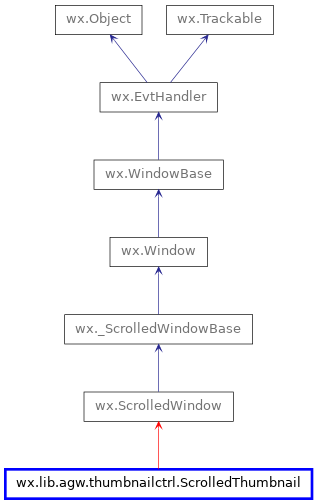 wx.Object
wx.Trackable
wx.EvtHandler
wx.WindowBase
wx.Window
wx._ScrolledWindowBase
wx.ScrolledWindow
wx.lib.agw.thumbnailctrl.ScrolledThumbnail